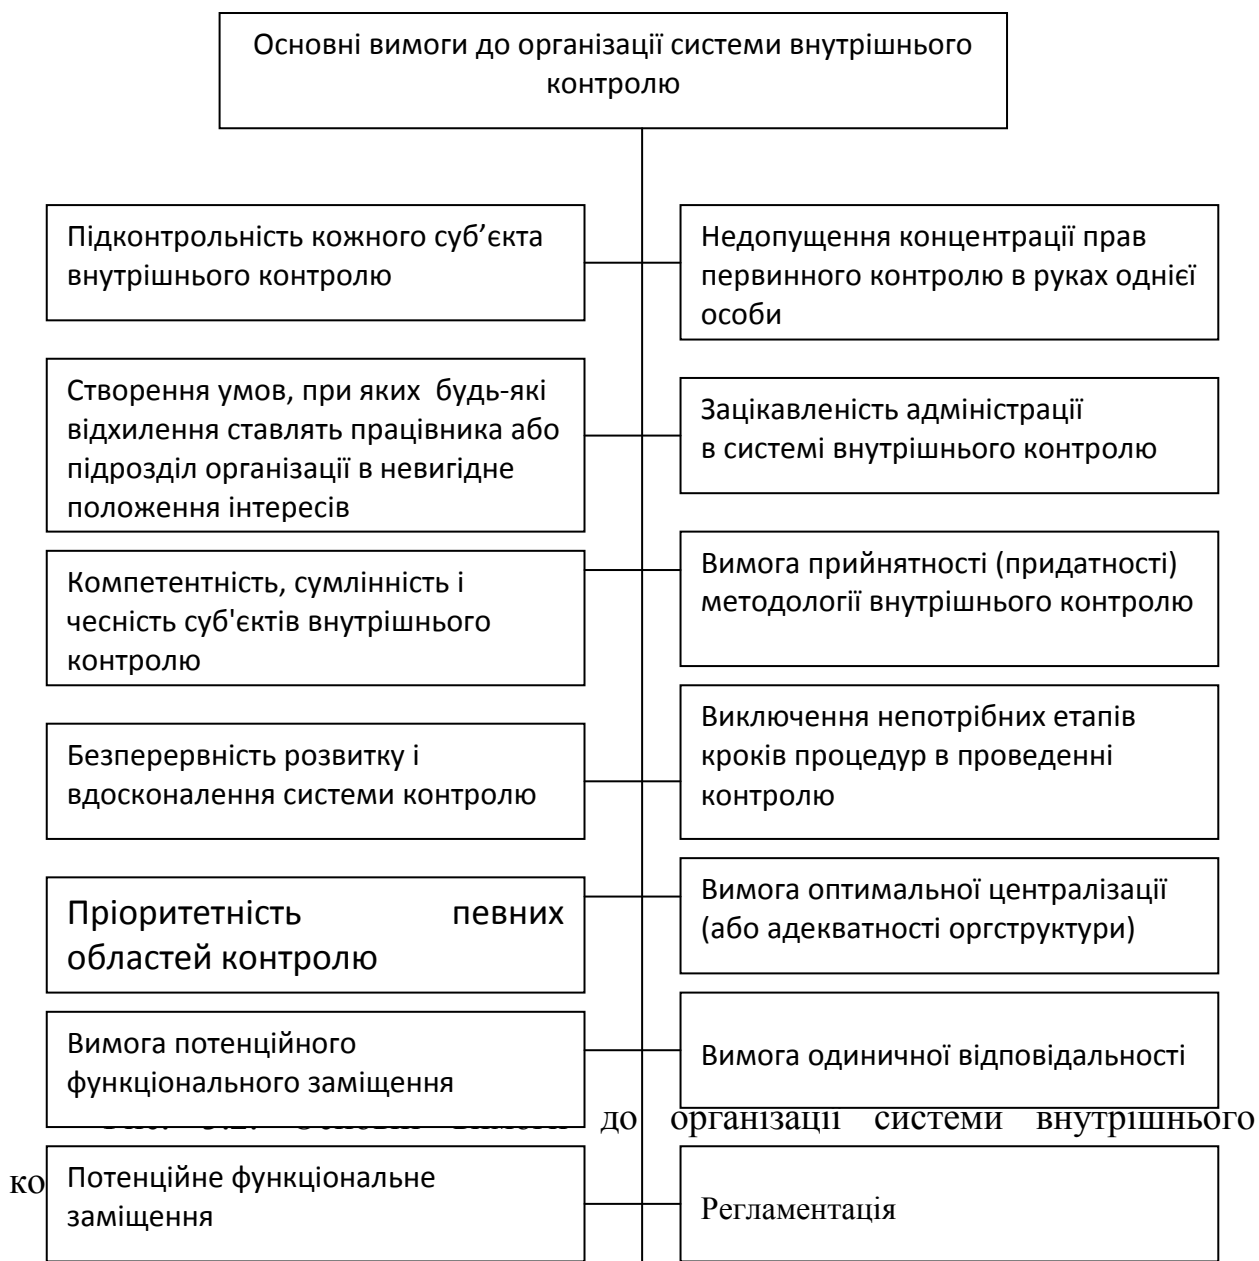 Основні вимоги до організації системи внутрішнього
контролю
Підконтрольність кожного суб’єкта
внутрішнього контролю
Недопущення концентрації прав
первинного контролю в руках однієї
особи
Створення умов, при яких будь-які
відхилення ставлять працівника або
підрозділ організації в невигідне
положення інтересів
Зацікавленість адміністрації
в системі внутрішнього контролю
Компетентність, сумлінність і
чесність суб'єктів внутрішнього
контролю
Вимога прийнятності (придатності)
методології внутрішнього контролю
Безперервність розвитку і
вдосконалення системи контролю
Виключення непотрібних етапів
кроків процедур в проведенні
контролю
Пріоритетність певних
областей контролю
Вимога оптимальної централізації
(або адекватності оргструктури)
Вимога потенційного
функціонального заміщення
Вимога одиничної відповідальності
до організації системи внутрішнього
ко
Потенційне функціональне
заміщення
Регламентація